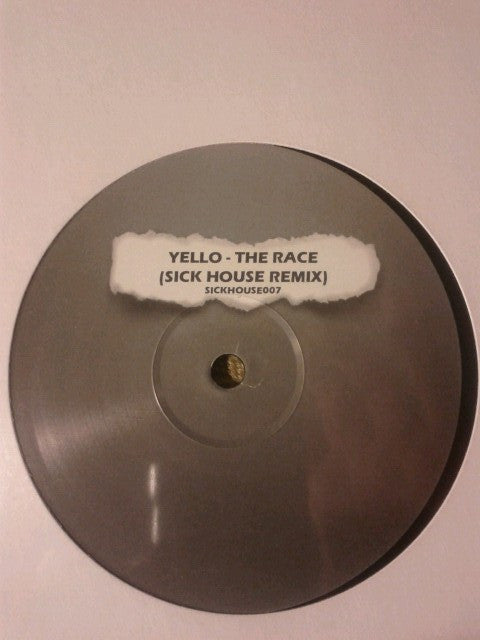 YELLO - THE RACE
(SICK HOUSE REMIX)
SICKHOUSE007